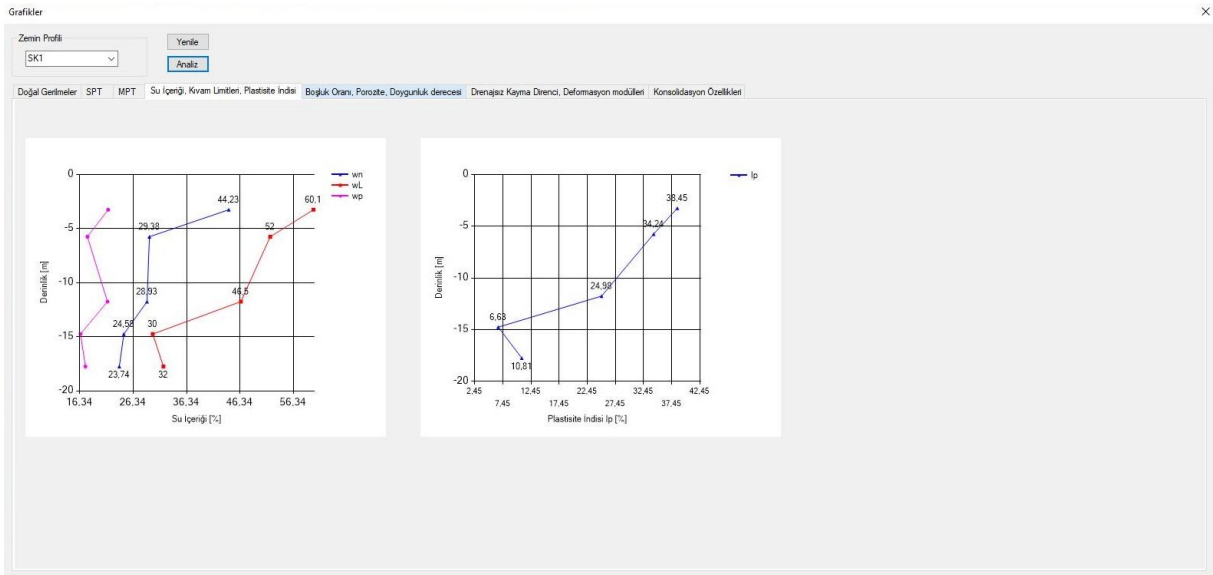 Grafikler
Zemin Profili
SK1
Yenile
Analiz
Doğal Gerilmeler SPT MPT Su İçeriği, Kıvam Limitleri, Plastisite İndisi Boşluk Oranı, Porozite, Doygunluk derecesi Drenajsız Kayma Direnci, Deformasyon modülleri Konsolidasyon Özellikleri
wn
wL
wp
0
-5
-10
-15
-20
Derinlik [m]
44,23
60,1
29,38
52
28,93
46,5
30
23,74
32
16,34 26,34 36,34 46,34 56,34
Su İçeriği [%]
Ip
0
-5
-10
-15
-20
Derinlik [m]
38,45
34,24
24,98
6,63
10,81
2,45 12,45 22,45 32,45 42,45
7,45 17,45 27,45 37,45
Plastisite İndisi Ip [%]